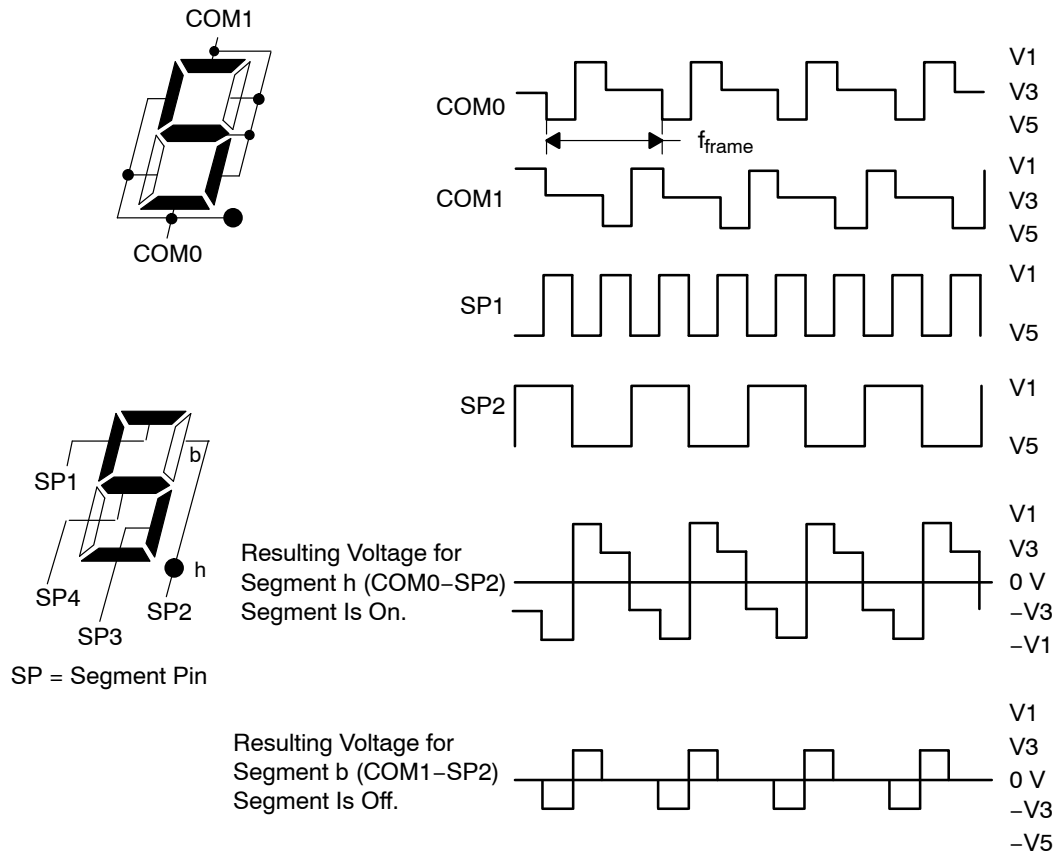 COM1
COM0
SP1
b
h
SP4
SP3
SP2
SP = Segment Pin
COM0
V1
V3
V5
fframe
COM1
V1
V3
V5
SP1
V1
V5
SP2
V1
V5
Resulting Voltage for
Segment h (COM0−SP2)
Segment Is On.
V1
V3
0 V
−V3
−V1
Resulting Voltage for
Segment b (COM1−SP2)
Segment Is Off.
V1
V3
0 V
−V3
−V5